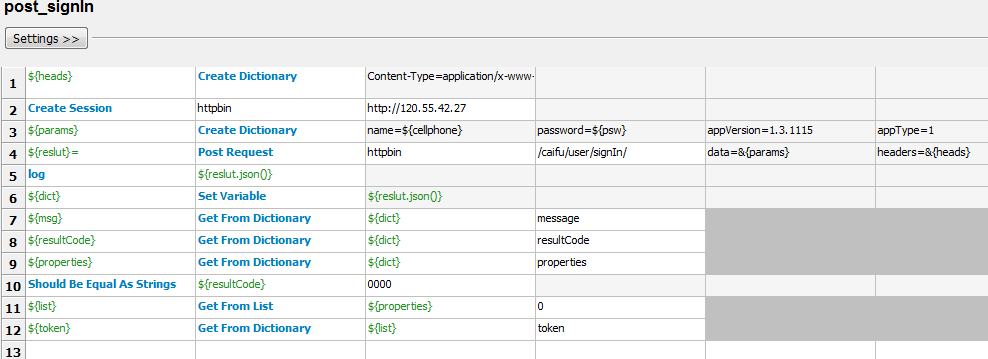 post_signIn
Settings >>
1 ${heads} Create Dictionary Content-Type=application/x-www-
2 Create Session httpbin http://120.55.42.27
3 ${params} Create Dictionary name=${cellphone} password=${psw} appVersion=1.3.1115 appType=1
4 ${reslut}= Post Request httpbin /caifu/user/signIn/ data=&{params} headers=&{heads}
5 log ${reslut.json()}
6 ${dict} Set Variable ${reslut.json()}
7 ${msg} Get From Dictionary ${dict} message
8 ${resultCode} Get From Dictionary ${dict} resultCode
9 ${properties} Get From Dictionary ${dict} properties
10 Should Be Equal As Strings ${resultCode} 0000
11 ${list} Get From List ${properties} 0
12 ${token} Get From Dictionary ${list} token
13